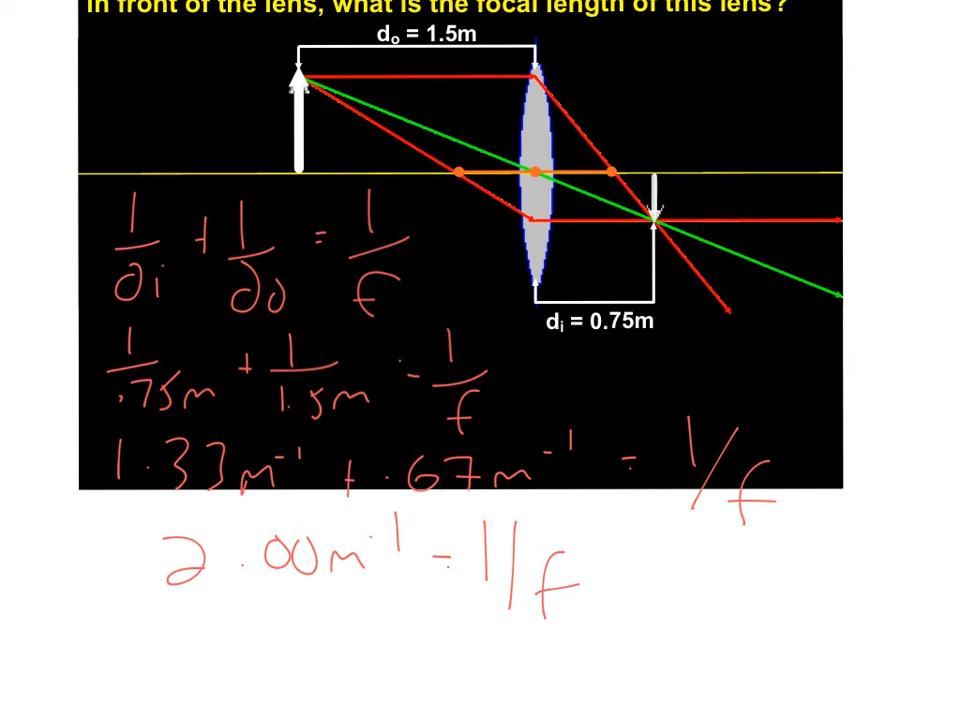 in front of the lens, what is the focal length of this lens?
dₒ = 1.5m
1/di + 1/do = 1/f
dᵢ = 0.75m
1/.75m + 1/1.5m = 1/f
1.33m⁻¹ + .67m⁻¹ = 1/f
2.00m⁻¹ = 1/f